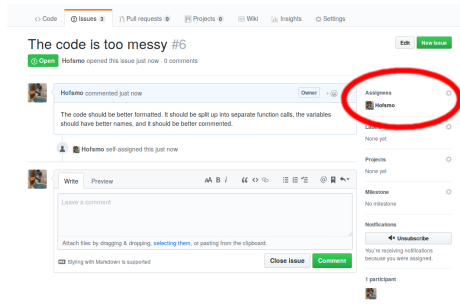 Code Issues 3 Pull requests 0 Projects 0 Wiki Insights Settings
The code is too messy #6
Edit New issue
Open Hofsmo opened this issue just now · 0 comments
Hofsmo commented just now
Owner
The code should be better formatted. It should be split up into separate function calls, the variables
should have better names, and it should be better commented.
Hofsmo self-assigned this just now
Write Preview
AA B i
Leave a comment
Attach files by dragging & dropping, selecting them, or pasting from the clipboard.
Styling with Markdown is supported
Close issue Comment
Assignees
Hofsmo
Labels
None yet
Projects
None yet
Milestone
No milestone
Notifications
Unsubscribe
You're receiving notifications
because you were assigned.
1 participant